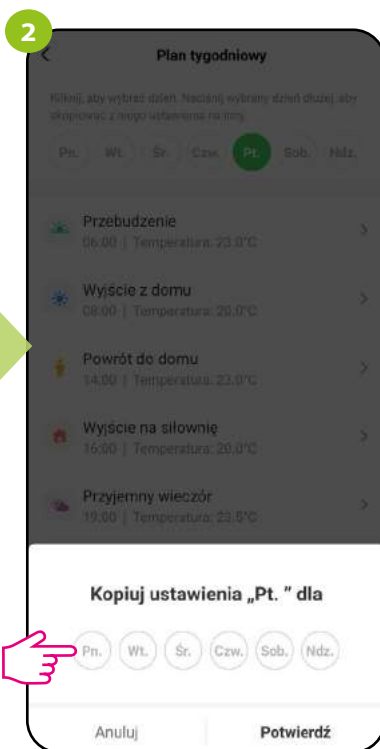 2
Plan tygodniowy
Kliknij, aby wybrać dzień. Naciśnij wybrany dzień dłużej, aby
skopiować z niego ustawienia na inny.
Pn. Wt. Śr. Czw. Pt. Sob. Ndz.
Przebudzenie
06:00 | Temperatura: 23.0°C
Wyjście z domu
08:00 | Temperatura: 20.0°C
Powrót do domu
14:00 | Temperatura: 23.0°C
Wyjście na siłownię
16:00 | Temperatura: 20.0°C
Przyjemny wieczór
19:00 | Temperatura: 23.5°C
Kopiuj ustawienia „Pt. ” dla
Pn. Wt. Śr. Czw. Sob. Ndz.
Anuluj Potwierdź